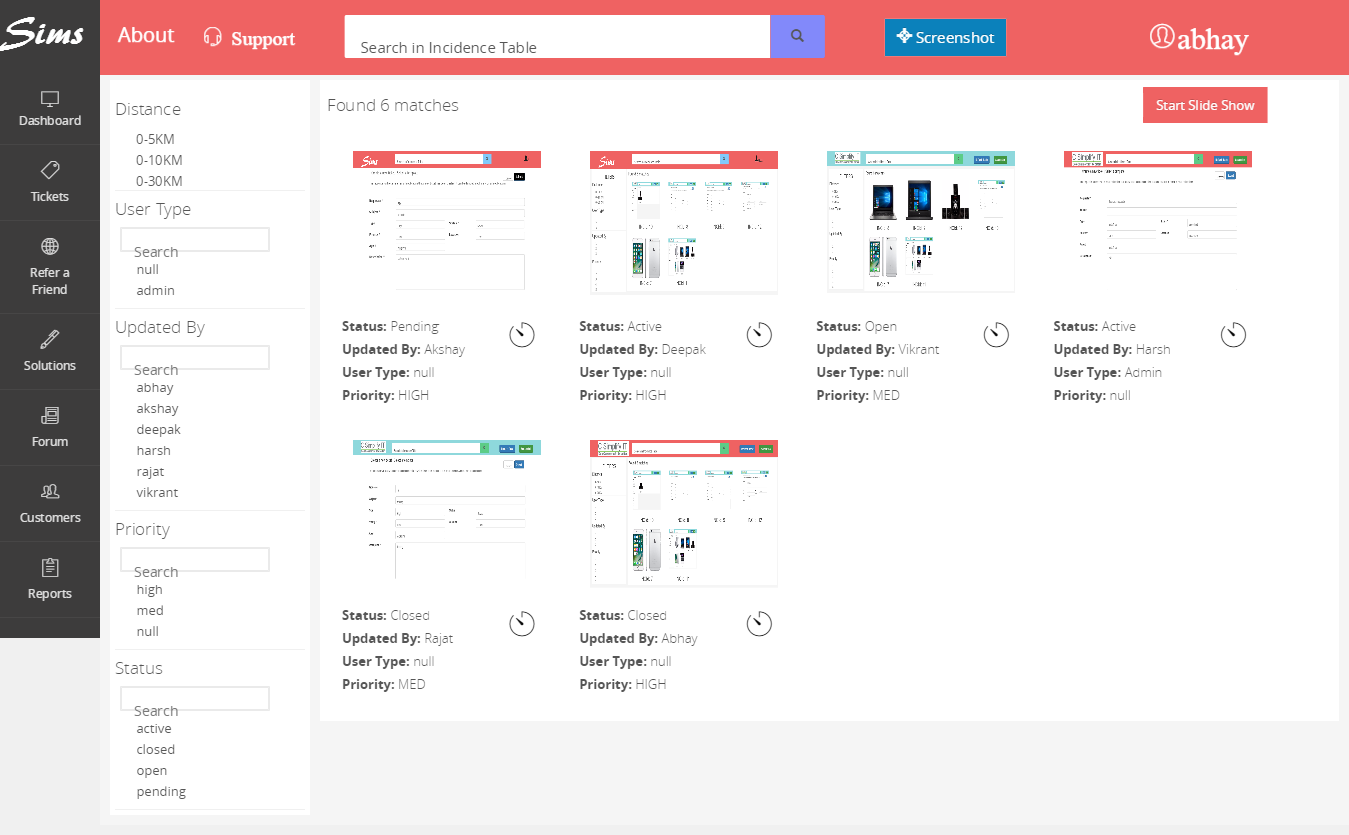 Sims
About
Support
Search in Incidence Table
Screenshot
abhay
Dashboard
Tickets
Refer a
Friend
Solutions
Forum
Customers
Reports
Distance
0-5KM
0-10KM
0-30KM
User Type
Search
null
admin
Updated By
Search
abhay
akshay
deepak
harsh
rajat
vikrant
Priority
Search
high
med
null
Status
Search
active
closed
open
pending
Found 6 matches
Start Slide Show
Sims
Status: Pending
Updated By: Akshay
User Type: null
Priority: HIGH
Sims
Status: Active
Updated By: Deepak
User Type: null
Priority: HIGH
Status: Open
Updated By: Vikrant
User Type: null
Priority: MED
Status: Active
Updated By: Harsh
User Type: Admin
Priority: null
Status: Closed
Updated By: Rajat
User Type: null
Priority: MED
Status: Closed
Updated By: Abhay
User Type: null
Priority: HIGH